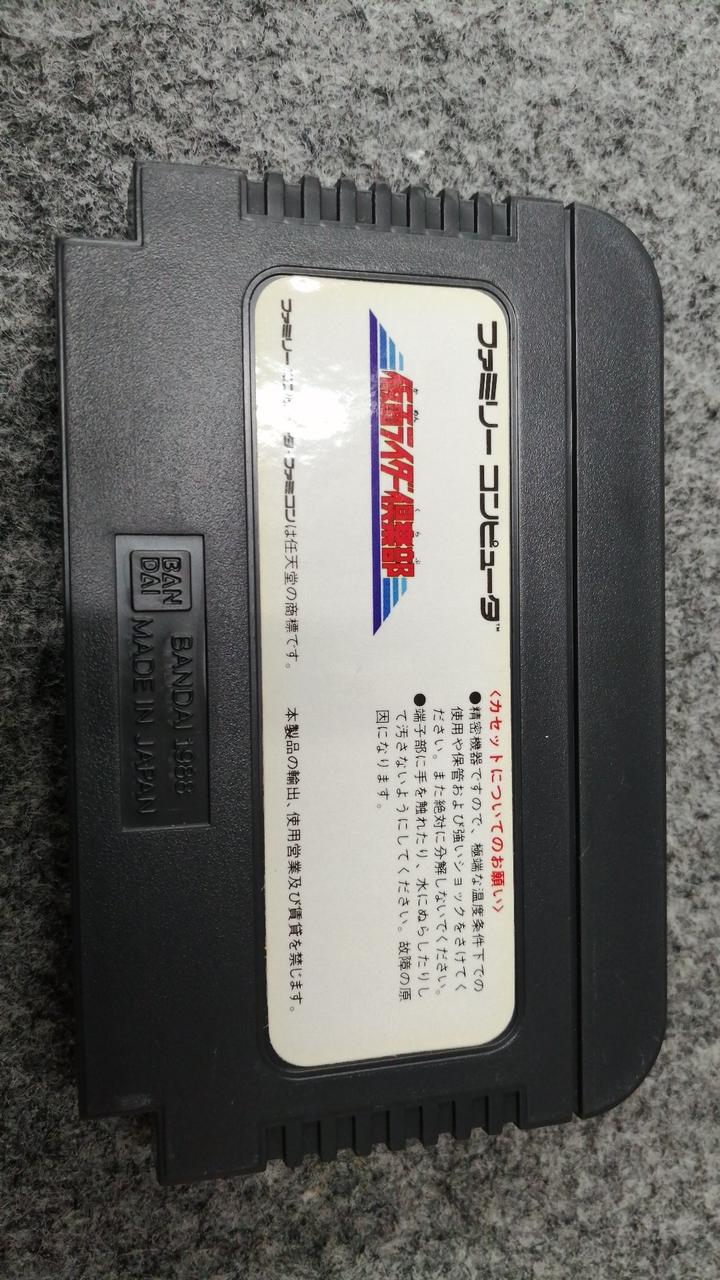 ファミリー コンピュータ™
かめん くらぶ
仮面ライダー倶楽部
〈カセットについてのお願い〉
●精密機器ですので、極端な温度条件下での
使用や保管および強いショックをさけてく
ださい。また絶対に分解しないでください。
●端子部に手を触れたり、水にぬらしたりし
て汚さないようにしてください。故障の原
因になります。
ファミリー ・ファミコンは任天堂の商標です。
本製品の輸出、使用営業及び賃貸を禁じます。
BAN
DAI
BANDAI 1988
MADE IN JAPAN